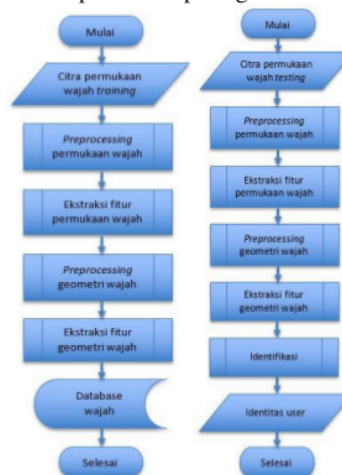 Mulai
Citra permukaan
wajah training
Preprocessing
permukaan wajah
Ekstraksi fitur
permukaan wajah
Preprocessing
geometri wajah
Ekstraksi fitur
geometri wajah
Database
wajah
Selesai
Mulai
Citra permukaan
wajah testing
Preprocessing
permukaan wajah
Ekstraksi fitur
permukaan wajah
Preprocessing
geometri wajah
Ekstraksi fitur
geometri wajah
Identifikasi
Identitas user
Selesai